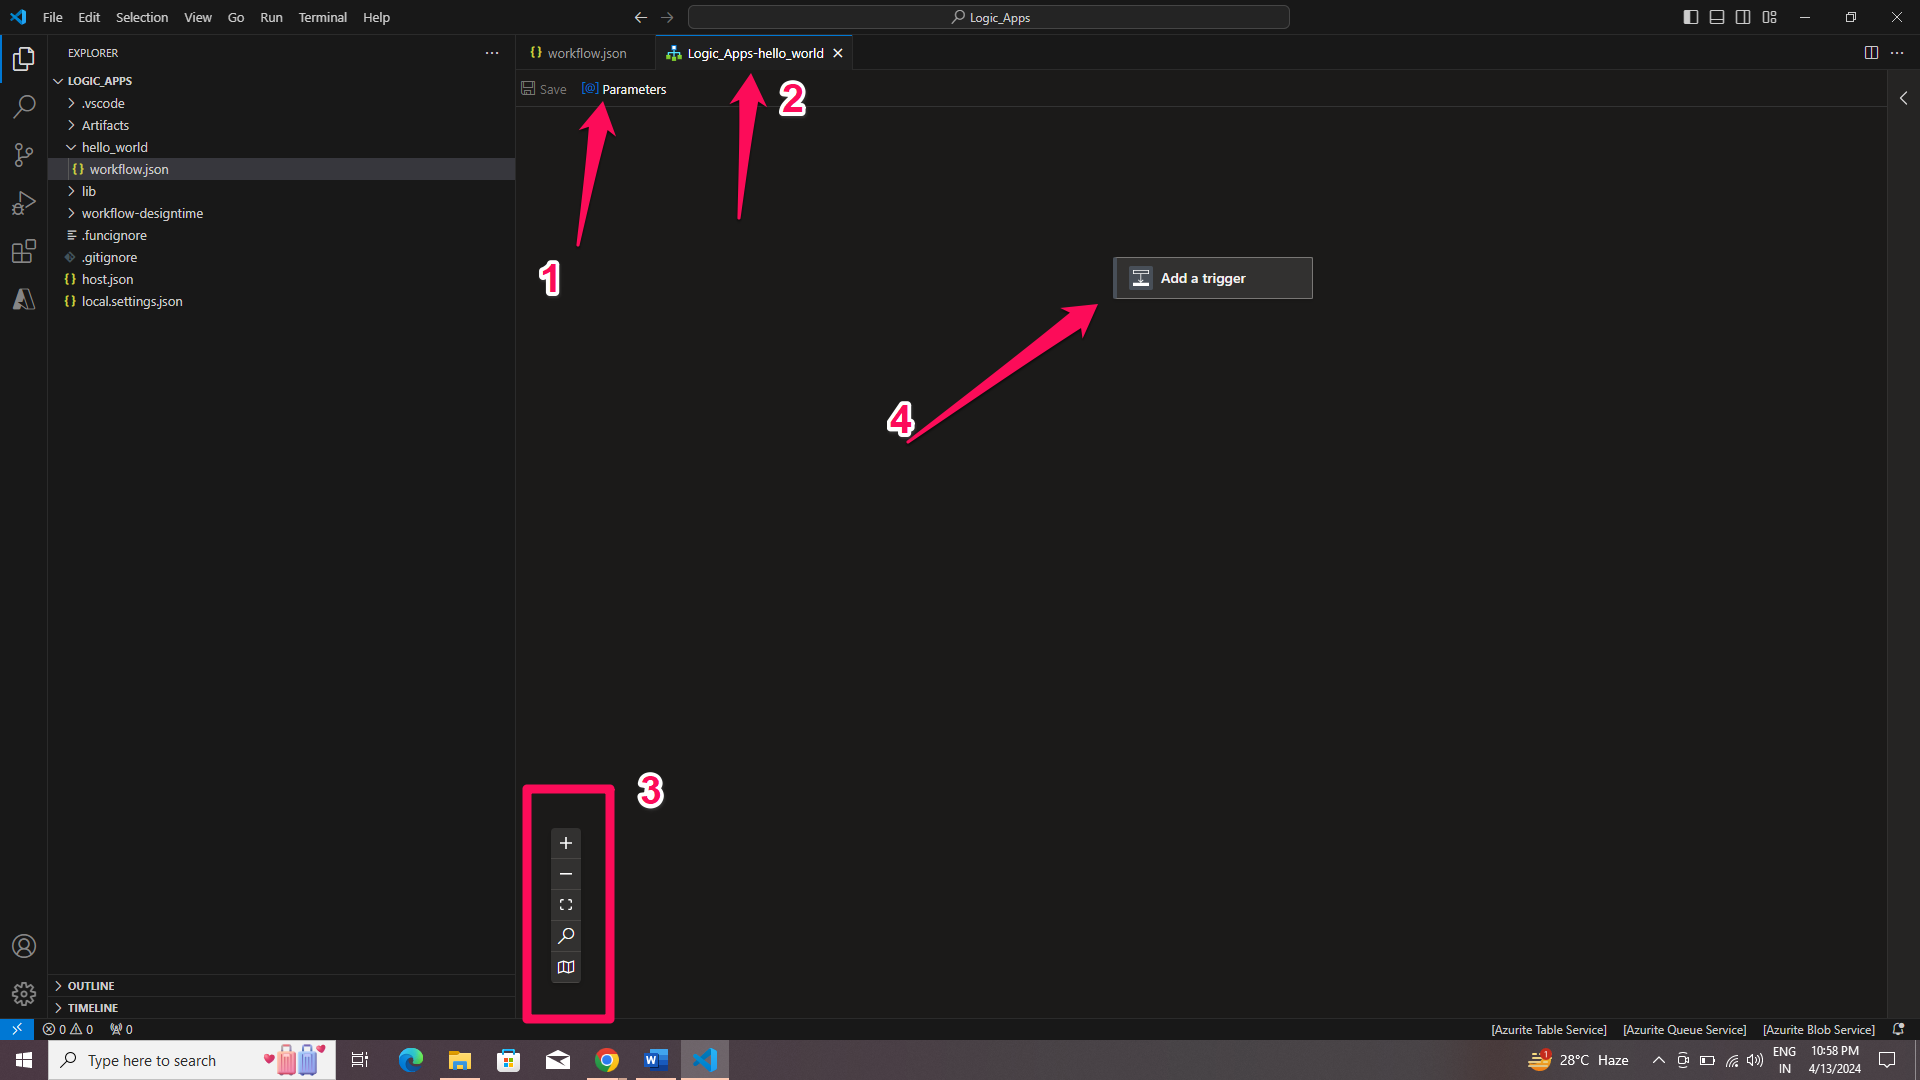 File Edit Selection View Go Run Terminal Help
Logic_Apps
EXPLORER
workflow.json
Logic_Apps-hello_world
LOGIC_APPS
Save
[@] Parameters
2
.vscode
Artifacts
hello_world
workflow.json
lib
workflow-designtime
.funcignore
.gitignore
host.json
local.settings.json
1
Add a trigger
4
3
OUTLINE
TIMELINE
0 0 0
[Azurite Table Service] [Azurite Queue Service] [Azurite Blob Service]
Type here to search
1
28°C Haze
ENG
IN
10:58 PM
4/13/2024